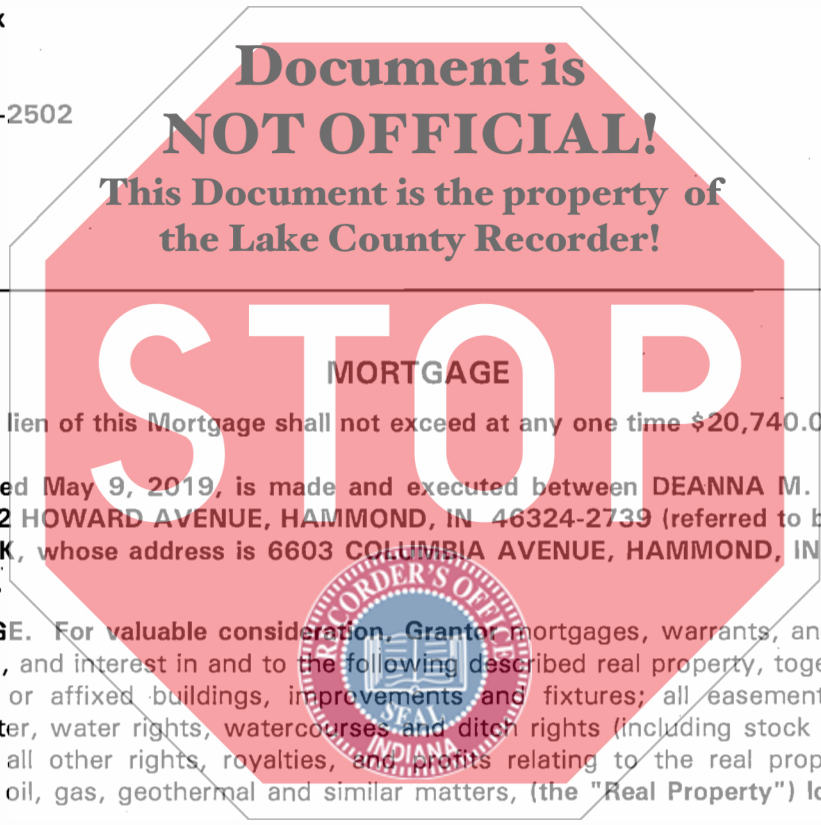 -2502
Document is
NOT OFFICIAL!
This Document is the property of
the Lake County Recorder!
STOP
MORTGAGE
lien of this Mortgage shall not exceed at any one time $20,740.0
ed May 9, 2019, is made and executed between DEANNA M.
2 HOWARD AVENUE, HAMMOND, IN 46324-2739 (referred to b
K, whose address is 6603 COLUMBIA AVENUE, HAMMOND, IN
GE. For valuable consideration, Grantor mortgages, warrants, an
, and interest in and to the following described real property, toge
or affixed buildings, improvements and fixtures; all easement
ter, water rights, watercourses and ditch rights (including stock
all other rights, royalties, and profits relating to the real prop
oil, gas, geothermal and similar matters, (the "Real Property") lo
RECORDER'S OFFICE
SEAL
INDIANA